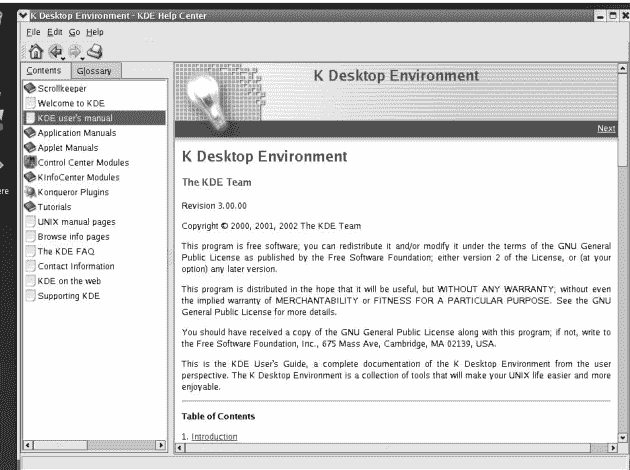 K Desktop Environment - KDE Help Center
File Edit Go Help
Contents Glossary
Scrollkeeper
Welcome to KDE
KDE user's manual
Application Manuals
Applet Manuals
Control Center Modules
KInfoCenter Modules
Konqueror Plugins
Tutorials
UNIX manual pages
Browse info pages
The KDE FAQ
Contact Information
KDE on the web
Supporting KDE
K Desktop Environment
Next
K Desktop Environment
The KDE Team
Revision 3.00.00
Copyright © 2000, 2001, 2002 The KDE Team
This program is free software; you can redistribute it and/or modify it under the terms of the GNU General
Public License as published by the Free Software Foundation; either version 2 of the License, or (at your
option) any later version.
This program is distributed in the hope that it will be useful, but WITHOUT ANY WARRANTY; without even
the implied warranty of MERCHANTABILITY or FITNESS FOR A PARTICULAR PURPOSE. See the GNU
General Public License for more details.
You should have received a copy of the GNU General Public License along with this program; if not, write to
the Free Software Foundation, Inc., 675 Mass Ave, Cambridge, MA 02139, USA.
This is the KDE User's Guide, a complete documentation of the K Desktop Environment from the user
perspective. The K Desktop Environment is a collection of tools that will make your UNIX life easier and more
enjoyable.
Table of Contents
1. Introduction